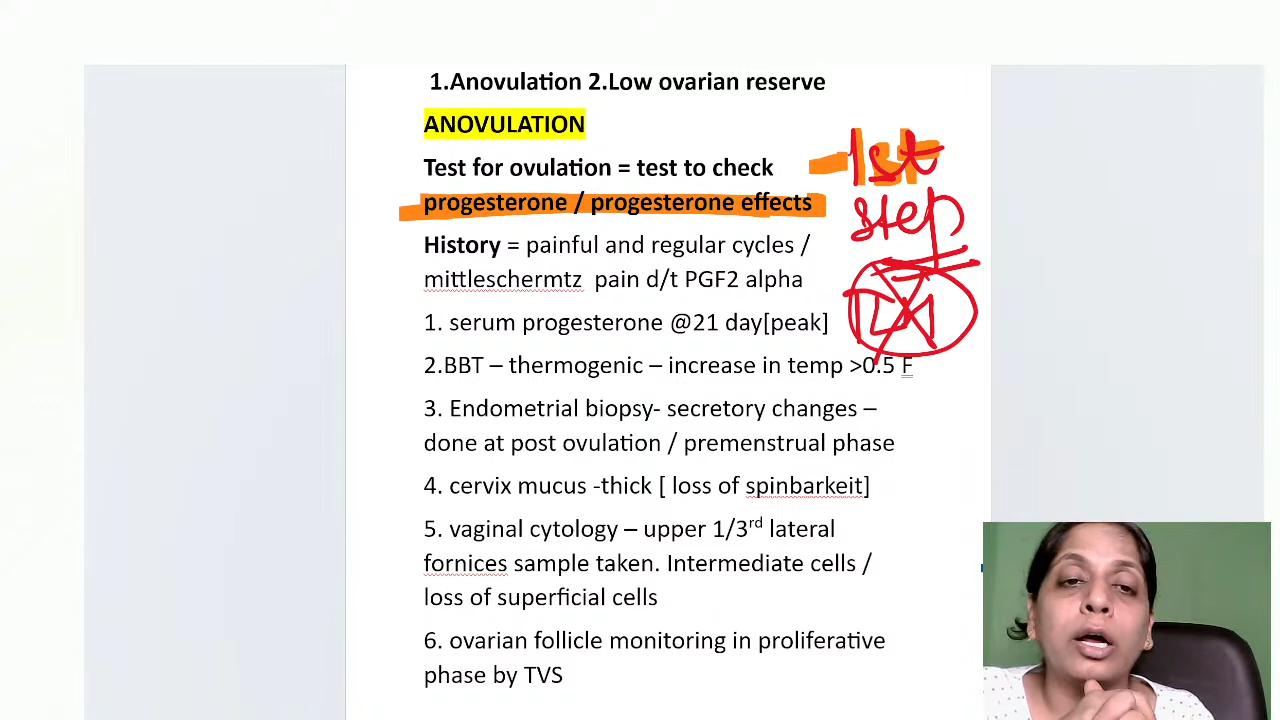 1.Anovulation 2.Low ovarian reserve
ANOVULATION
Test for ovulation = test to check
progesterone / progesterone effects
1st
step
History = painful and regular cycles /
mittleschermtz pain d/t PGF2 alpha
1. serum progesterone @21 day[peak]
2.BBT – thermogenic – increase in temp >0.5 F
3. Endometrial biopsy- secretory changes –
done at post ovulation / premenstrual phase
4. cervix mucus -thick [ loss of spinbarkeit]
5. vaginal cytology – upper 1/3rd lateral
fornices sample taken. Intermediate cells /
loss of superficial cells
6. ovarian follicle monitoring in proliferative
phase by TVS